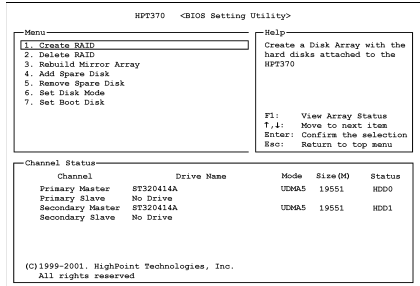 HPT370 <BIOS Setting Utility>
Menu
1. Create RAID
2. Delete RAID
3. Rebuild Mirror Array
4. Add Spare Disk
5. Remove Spare Disk
6. Set Disk Mode
7. Set Boot Disk
Help
Create a Disk Array with the
hard disks attached to the
HPT370
F1: View Array Status
↑,↓: Move to next item
Enter: Confirm the selection
Esc: Return to top menu
Channel Status
Channel Drive Name Mode Size(M) Status
Primary Master ST320414A UDMA5 19551 HDD0
Primary Slave No Drive
Secondary Master ST320414A UDMA5 19551 HDD1
Secondary Slave No Drive
(C)1999-2001. HighPoint Technologies, Inc.
All rights reserved